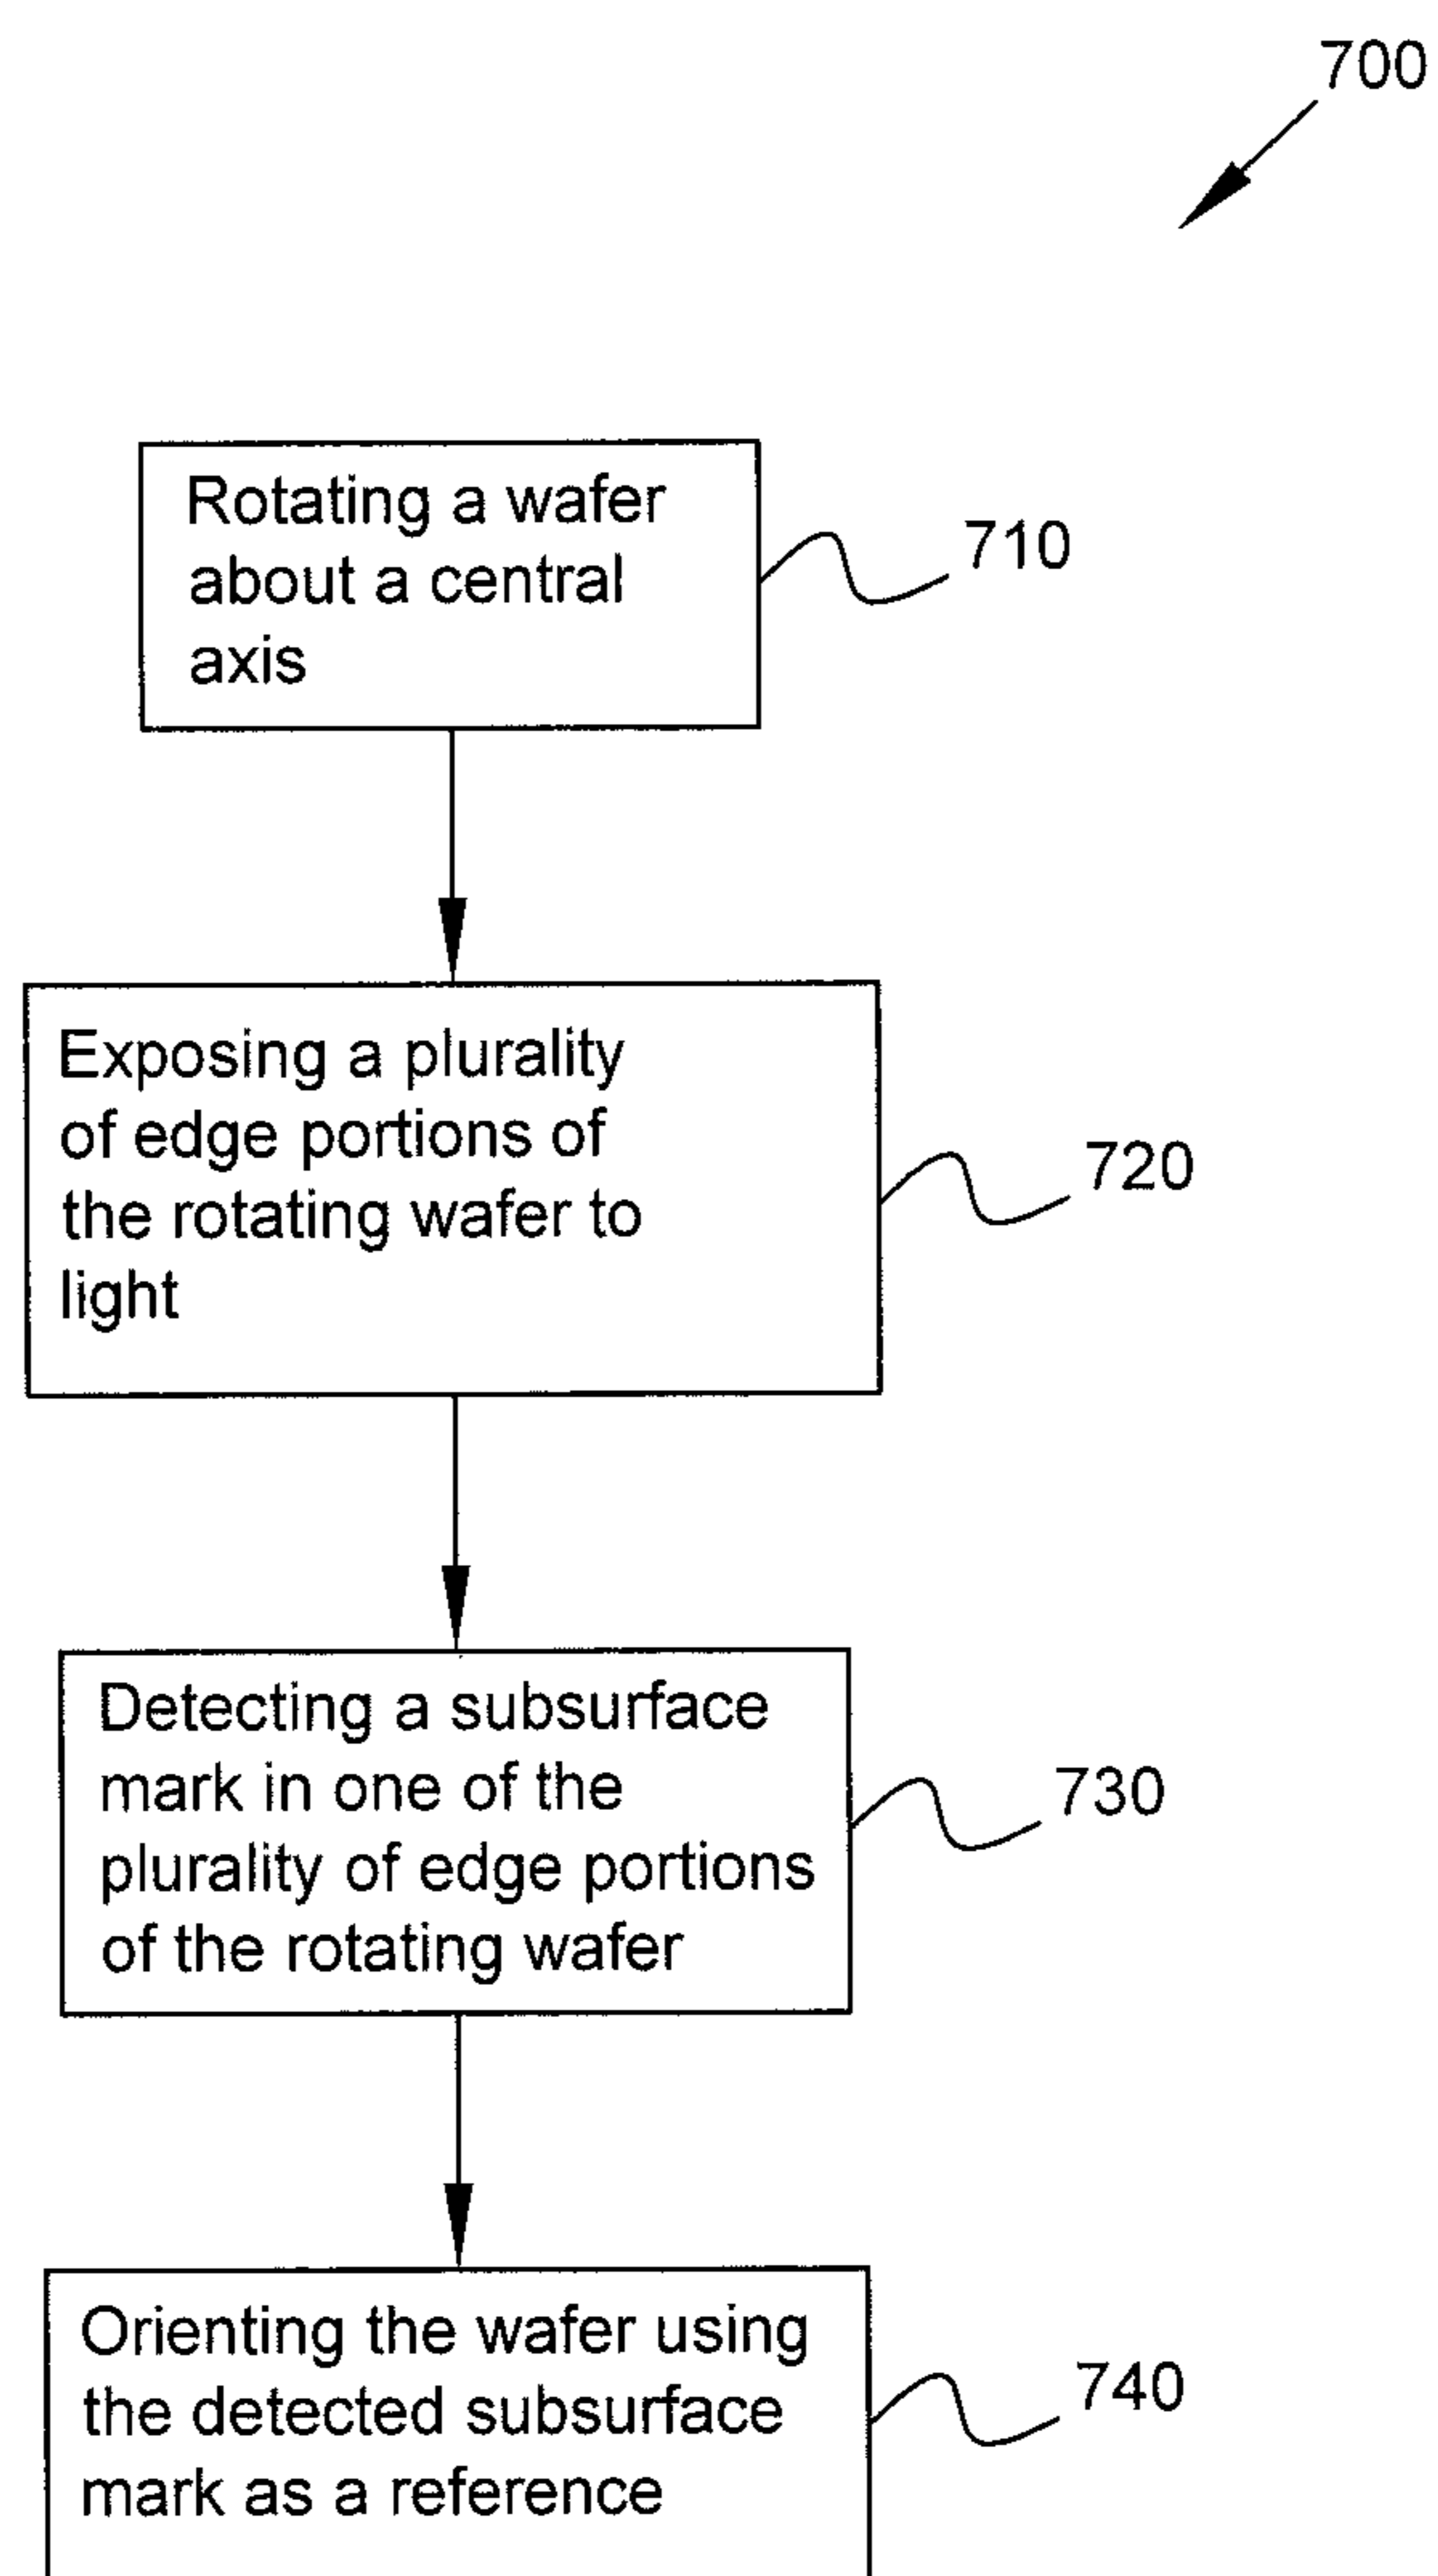 700
Rotating a wafer
about a central
axis
710
Exposing a plurality
of edge portions of
the rotating wafer to
light
720
Detecting a subsurface
mark in one of the
plurality of edge portions
of the rotating wafer
730
Orienting the wafer using
the detected subsurface
mark as a reference
740